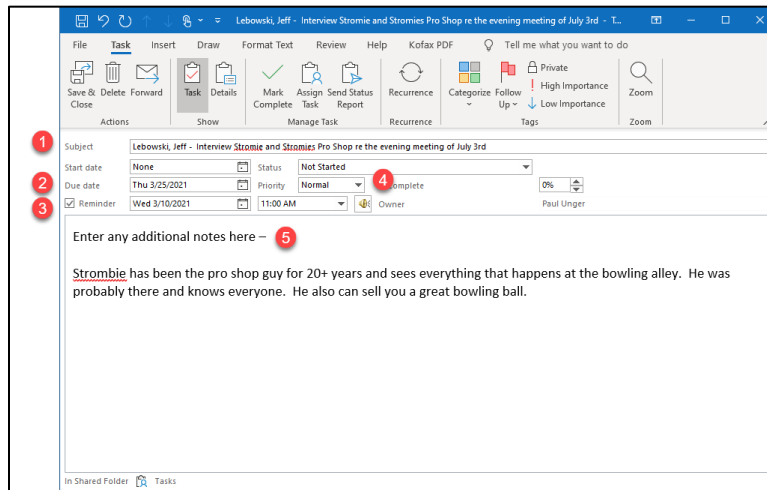 Lebowski, Jeff - Interview Stromie and Stromies Pro Shop re the evening meeting of July 3rd - T...
File Task Insert Draw Format Text Review Help Kofax PDF Tell me what you want to do
Save & Close Delete Forward Task Details Mark Complete Assign Task Send Status Report Recurrence Categorize Follow Up Private High Importance Low Importance Zoom
Actions Show Manage Task Recurrence Tags Zoom
1 Subject Lebowski, Jeff - Interview Stromie and Stromies Pro Shop re the evening meeting of July 3rd
Start date None Status Not Started
2 Due date Thu 3/25/2021 Priority Normal 4 omplete 0%
3 Reminder Wed 3/10/2021 11:00 AM Owner Paul Unger
Enter any additional notes here – 5
Strombie has been the pro shop guy for 20+ years and sees everything that happens at the bowling alley. He was
probably there and knows everyone. He also can sell you a great bowling ball.
In Shared Folder Tasks